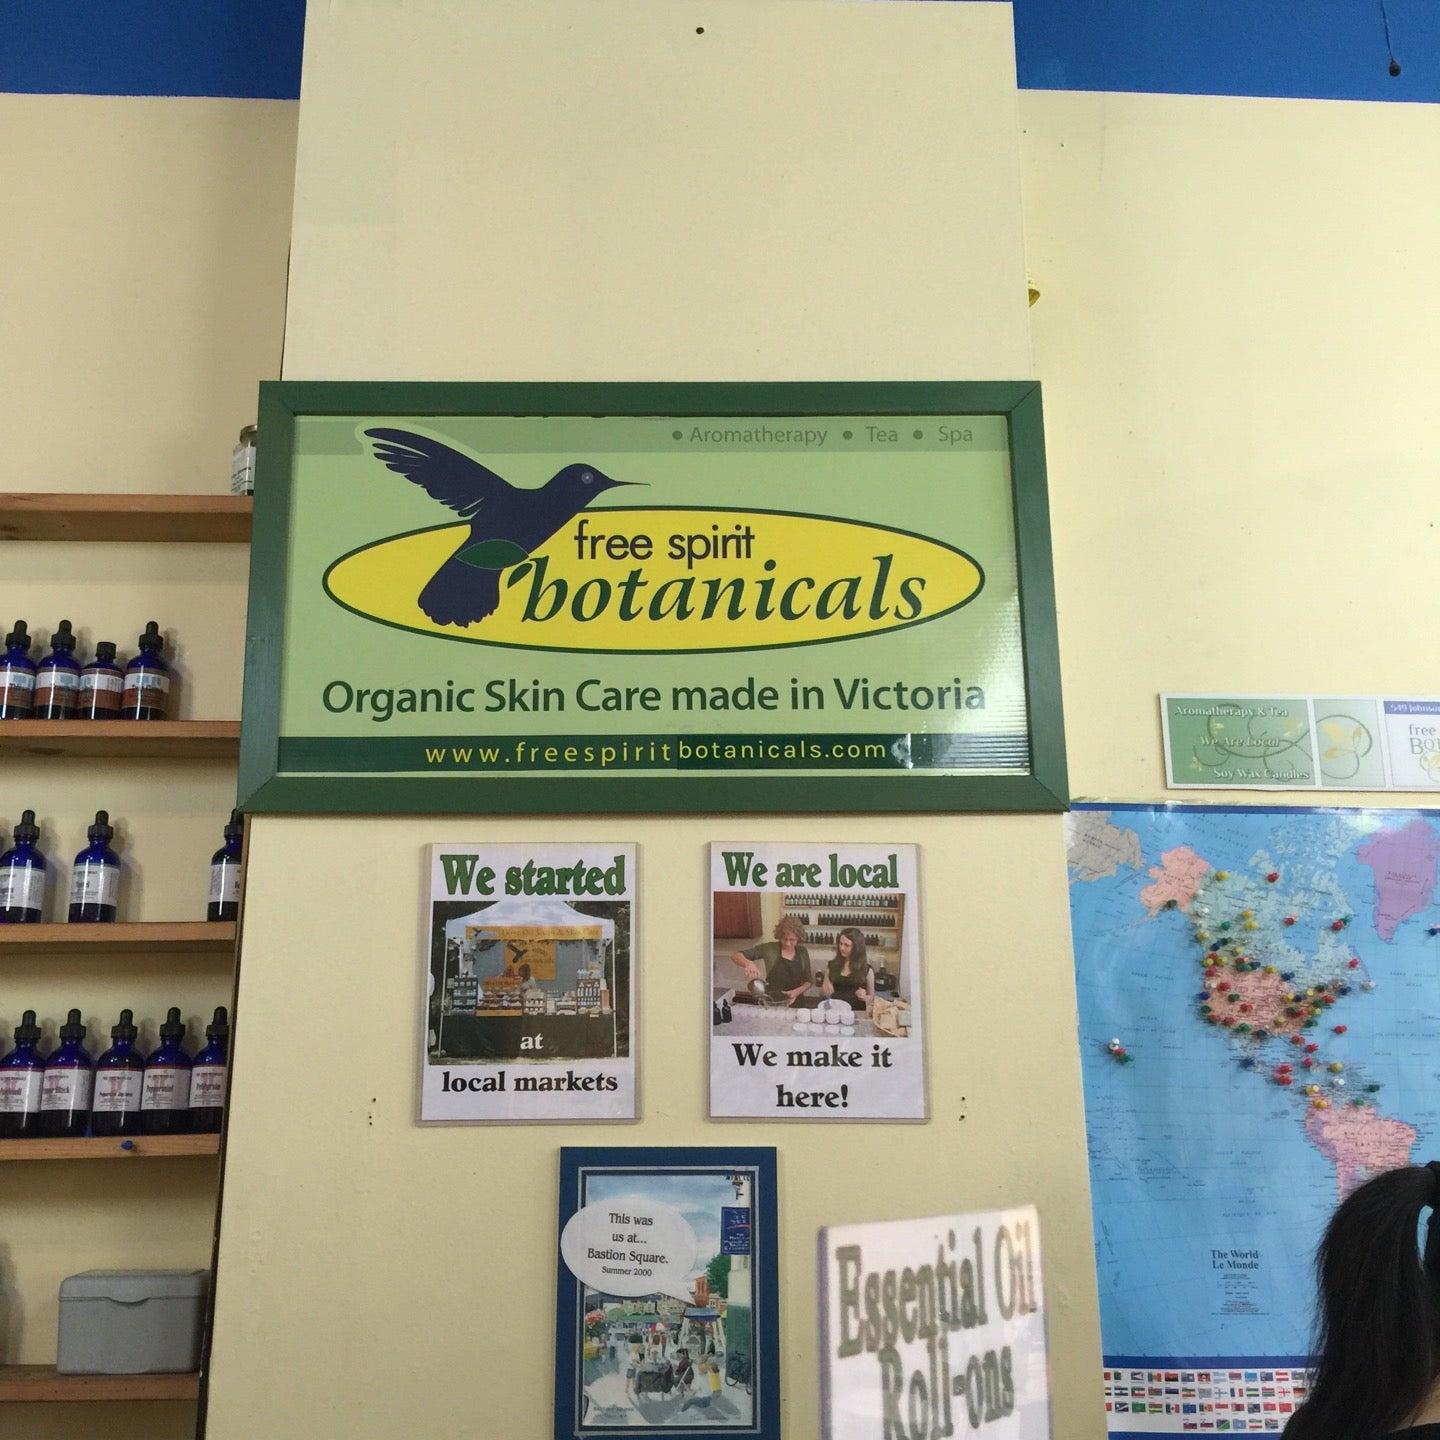 • Aromatherapy • Tea • Spa
free spirit
botanicals
Organic Skin Care made in Victoria
www.freespiritbotanicals.com
Aromatherapy & Tea
We Are Local
Soy Wax Candles
free
We started
at
local markets
We are local
We make it
here!
This was
us at...
Bastion Square.
Summer 2000
Essential Oil
Roll-ons
The World
Le Monde
Peppermint